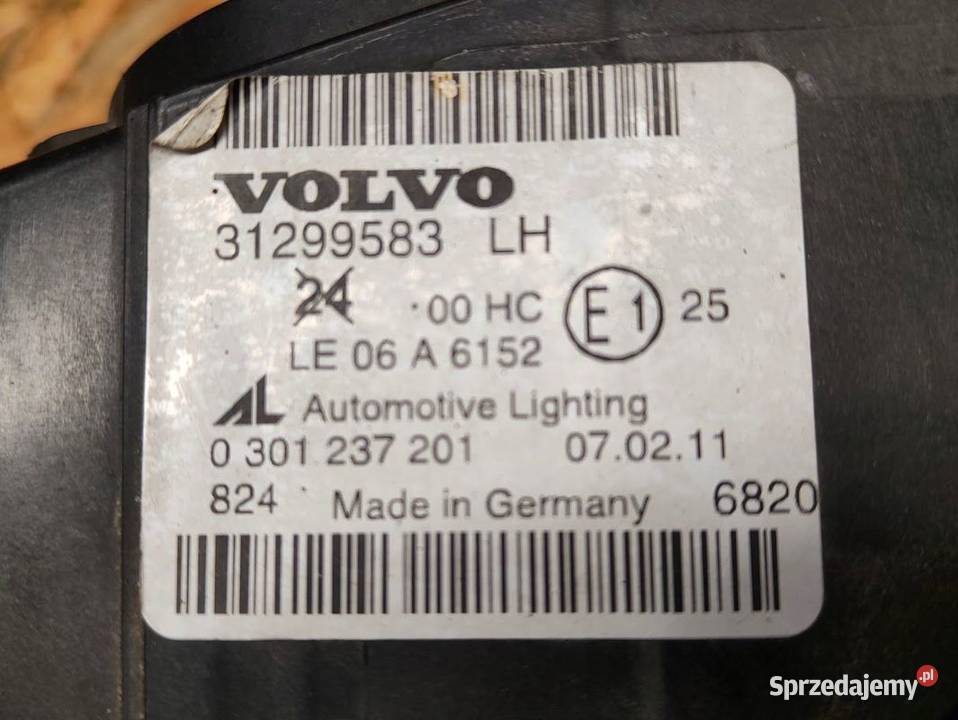 VOLVO
31299583 LH
24 .00 HC E1 25
LE 06 A 6152
AL Automotive Lighting
0 301 237 201 07.02.11
824 Made in Germany 6820
Sprzedajemy.pl